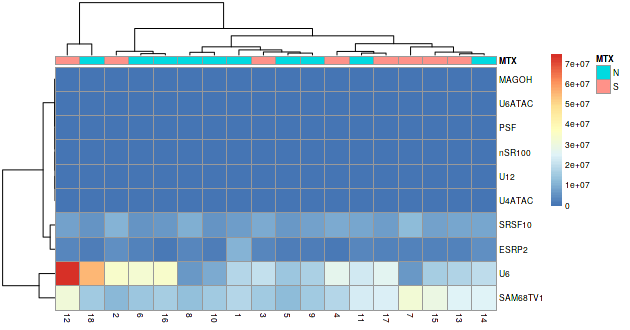 MTX
MAGOH
U6ATAC
PSF
nSR100
U12
U4ATAC
SRSF10
ESRP2
U6
SAM68TV1
12 18 2 6 16 8 10 1 3 5 9 4 11 17 7 15 13 14
7e+07
6e+07
5e+07
4e+07
3e+07
2e+07
1e+07
0
MTX
N
S